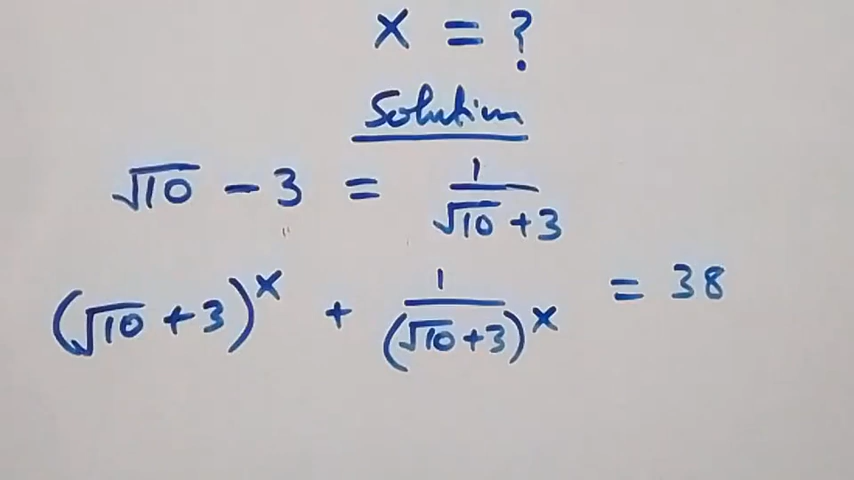 x = ?
Solution
√10 − 3 = 1/(√10 + 3)
(√10 + 3)^x + 1/(√10 + 3)^x = 38